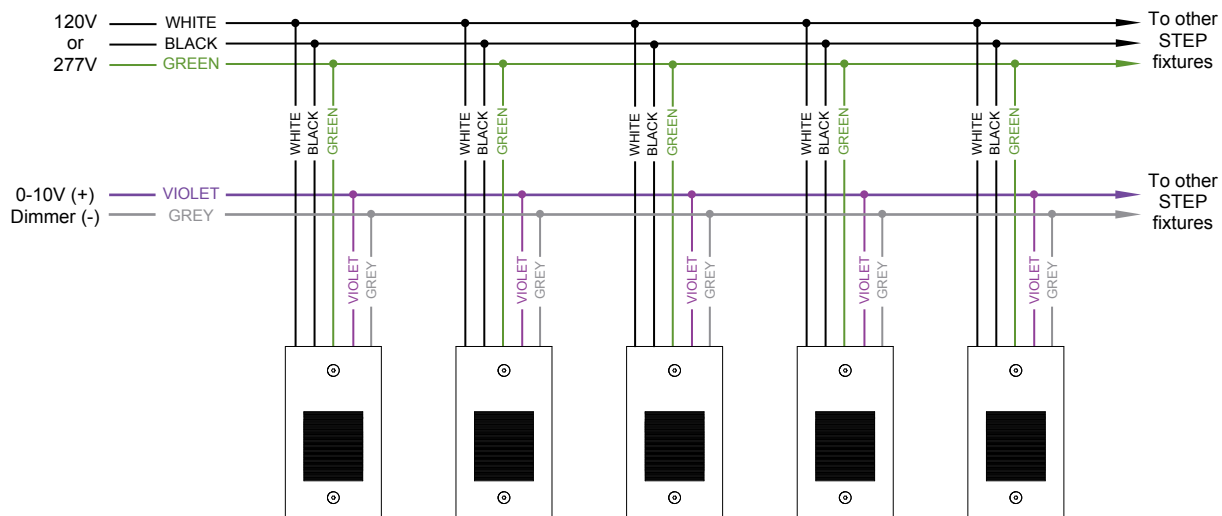 120V
or
277V
WHITE
BLACK
GREEN
To other
STEP
fixtures
WHITE
BLACK
GREEN
WHITE
BLACK
GREEN
WHITE
BLACK
GREEN
WHITE
BLACK
GREEN
WHITE
BLACK
GREEN
0-10V (+)
Dimmer (-)
VIOLET
GREY
To other
STEP
fixtures
VIOLET
GREY
VIOLET
GREY
VIOLET
GREY
VIOLET
GREY
VIOLET
GREY